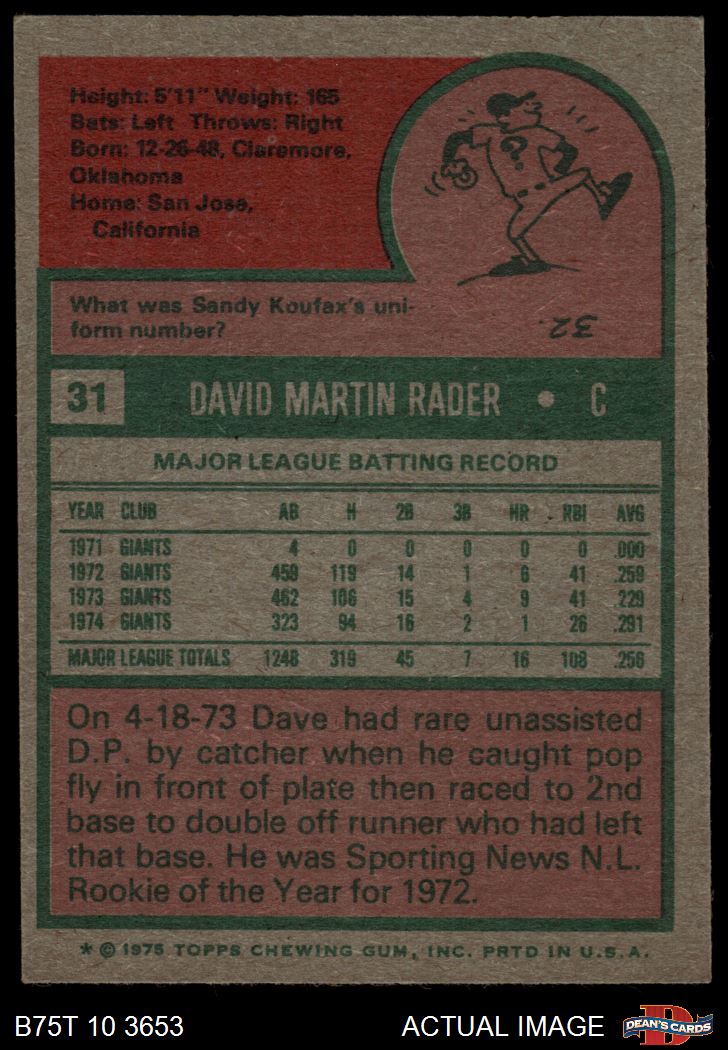 Height: 5'11" Weight: 165
Bats: Left Throws: Right
Born: 12-26-48, Claremore,
Oklahoma
Home: San Jose,
California
?
What was Sandy Koufax's uni-
form number?
32.
31 DAVID MARTIN RADER • C
MAJOR LEAGUE BATTING RECORD
YEAR CLUB AB H 2B 3B HR RBI AVG
1971 GIANTS 4 0 0 0 0 0 .000
1972 GIANTS 459 119 14 1 6 41 .259
1973 GIANTS 462 106 15 4 9 41 .229
1974 GIANTS 323 94 16 2 1 26 .291
MAJOR LEAGUE TOTALS 1248 319 45 7 16 108 .256
On 4-18-73 Dave had rare unassisted
D.P. by catcher when he caught pop
fly in front of plate then raced to 2nd
base to double off runner who had left
that base. He was Sporting News N.L.
Rookie of the Year for 1972.
* © 1975 TOPPS CHEWING GUM, INC. PRTD IN U.S.A.
B75T 10 3653 ACTUAL IMAGE DEAN'S CARDS